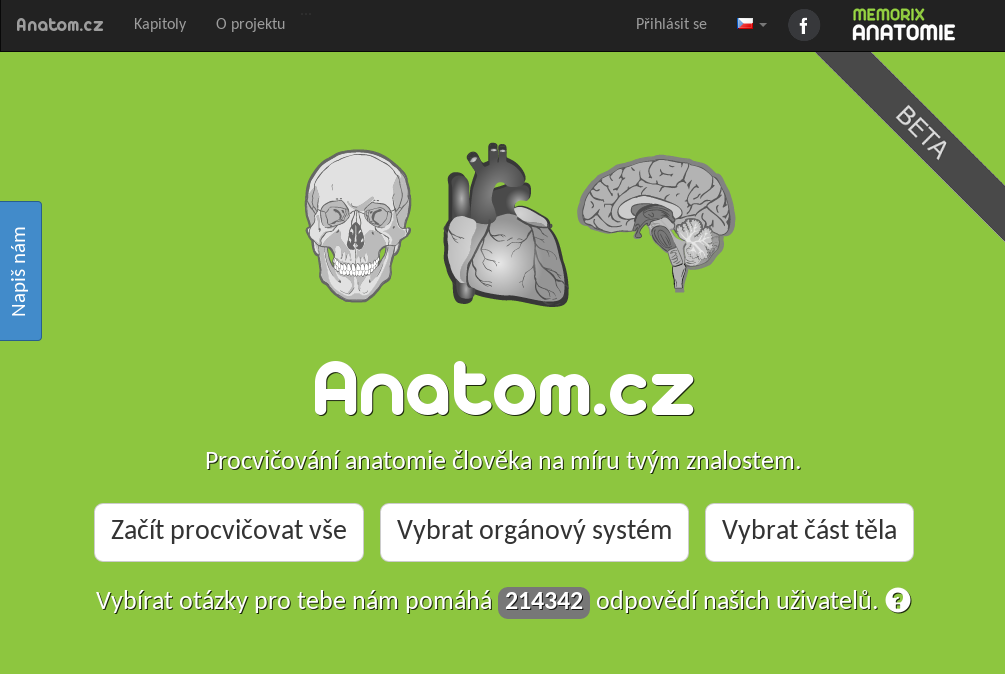 Anatom.cz Kapitoly O projektu Přihlásit se MEMORIX ANATOMIE
BETA
Napiš nám
Anatom.cz
Procvičování anatomie člověka na míru tvým znalostem.
Začít procvičovat vše Vybrat orgánový systém Vybrat část těla
Vybírat otázky pro tebe nám pomáhá 214342 odpovědí našich uživatelů. ?